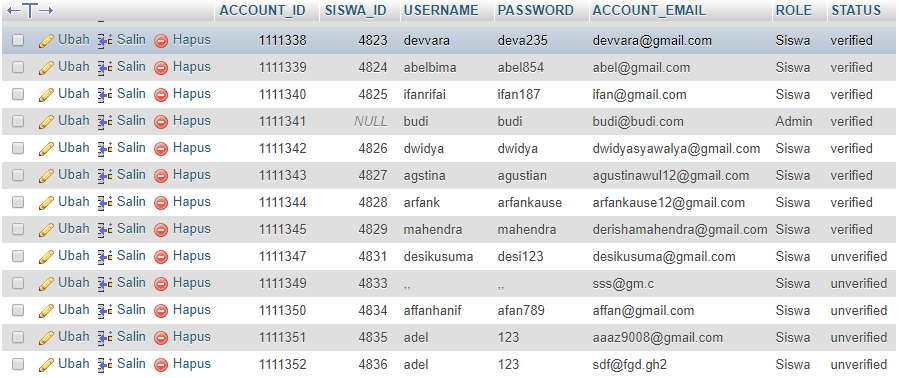 ACCOUNT_ID SISWA_ID USERNAME PASSWORD ACCOUNT_EMAIL ROLE STATUS
Ubah Salin Hapus 1111338 4823 devvara deva235 devvara@gmail.com Siswa verified
Ubah Salin Hapus 1111339 4824 abelbima abel854 abel@gmail.com Siswa verified
Ubah Salin Hapus 1111340 4825 ifanrifai ifan187 ifan@gmail.com Siswa verified
Ubah Salin Hapus 1111341 NULL budi budi budi@budi.com Admin verified
Ubah Salin Hapus 1111342 4826 dwidya dwidya dwidyasyawalya@gmail.com Siswa verified
Ubah Salin Hapus 1111343 4827 agstina agustian agustinawul12@gmail.com Siswa verified
Ubah Salin Hapus 1111344 4828 arfank arfankause arfankause12@gmail.com Siswa verified
Ubah Salin Hapus 1111345 4829 mahendra mahendra derishamahendra@gmail.com Siswa verified
Ubah Salin Hapus 1111347 4831 desikusuma desi123 desikusuma@gmail.com Siswa unverified
Ubah Salin Hapus 1111349 4833 ,, ,, sss@gm.c Siswa unverified
Ubah Salin Hapus 1111350 4834 affanhanif afan789 affan@gmail.com Siswa unverified
Ubah Salin Hapus 1111351 4835 adel 123 aaaz9008@gmail.com Siswa unverified
Ubah Salin Hapus 1111352 4836 adel 123 sdf@fgd.gh2 Siswa unverified